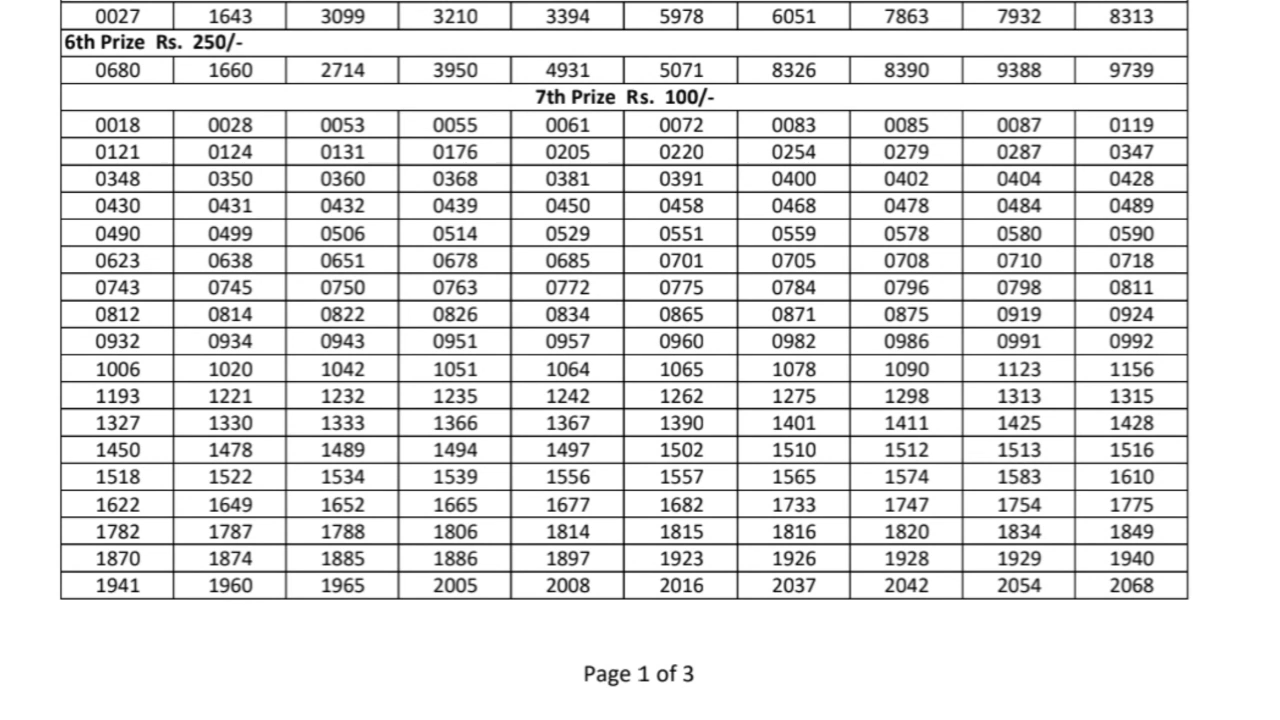 0027 1643 3099 3210 3394 5978 6051 7863 7932 8313
6th Prize Rs. 250/-
0680 1660 2714 3950 4931 5071 8326 8390 9388 9739
7th Prize Rs. 100/-
0018 0028 0053 0055 0061 0072 0083 0085 0087 0119
0121 0124 0131 0176 0205 0220 0254 0279 0287 0347
0348 0350 0360 0368 0381 0391 0400 0402 0404 0428
0430 0431 0432 0439 0450 0458 0468 0478 0484 0489
0490 0499 0506 0514 0529 0551 0559 0578 0580 0590
0623 0638 0651 0678 0685 0701 0705 0708 0710 0718
0743 0745 0750 0763 0772 0775 0784 0796 0798 0811
0812 0814 0822 0826 0834 0865 0871 0875 0919 0924
0932 0934 0943 0951 0957 0960 0982 0986 0991 0992
1006 1020 1042 1051 1064 1065 1078 1090 1123 1156
1193 1221 1232 1235 1242 1262 1275 1298 1313 1315
1327 1330 1333 1366 1367 1390 1401 1411 1425 1428
1450 1478 1489 1494 1497 1502 1510 1512 1513 1516
1518 1522 1534 1539 1556 1557 1565 1574 1583 1610
1622 1649 1652 1665 1677 1682 1733 1747 1754 1775
1782 1787 1788 1806 1814 1815 1816 1820 1834 1849
1870 1874 1885 1886 1897 1923 1926 1928 1929 1940
1941 1960 1965 2005 2008 2016 2037 2042 2054 2068
Page 1 of 3